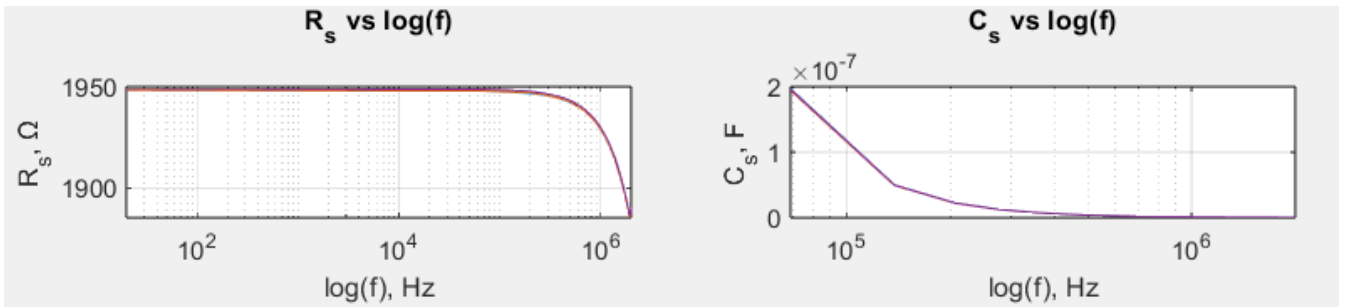 R_s vs log(f)
1950
1900
R_s, Ω
10^2
10^4
10^6
log(f), Hz
C_s vs log(f)
×10^-7
2
1
0
C_s, F
10^5
10^6
log(f), Hz